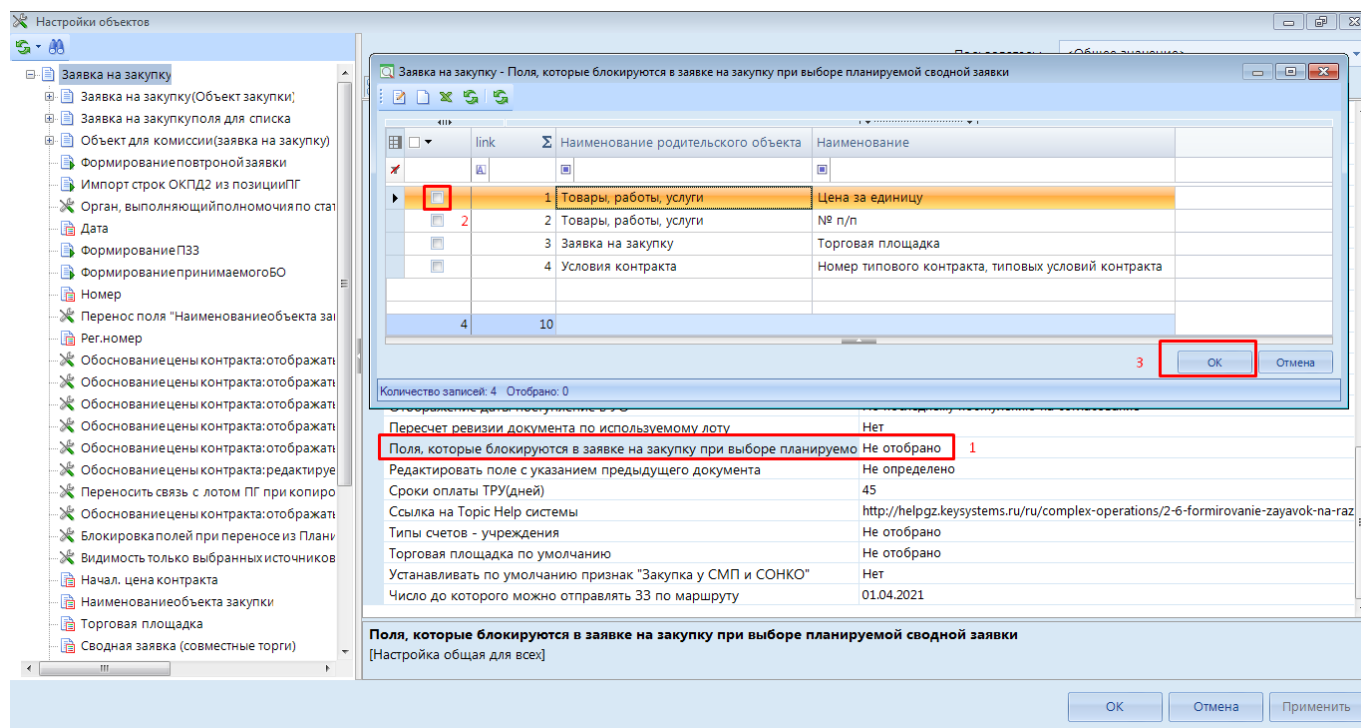 Настройки объектов
Заявка на закупку
Заявка на закупку(Объект закупки)
Заявка на закупкуполя для списка
Объект для комиссии(заявка на закупку)
Формированиеповтроной заявки
Импорт строк ОКПД2 из позицииПГ
Орган, выполняющийполномочия по стат
Дата
ФормированиеПЗЗ
ФормированиепринимаемогоБО
Номер
Перенос поля "Наименованиеобъекта заі
Рег.номер
Обоснованиецены контракта:отображать
Обоснованиецены контракта:отображать
Обоснованиецены контракта:отображать
Обоснованиецены контракта:отображать
Обоснованиецены контракта:отображать
Обоснованиецены контракта:редактируе
Переносить связь с лотом ПГ при копиро
Обоснованиецены контракта:отображать
Блокировка полей при переносе из Плани
Видимость только выбранных источников
Начал. цена контракта
Наименованиеобъекта закупки
Торговая площадка
Сводная заявка (совместные торги)
<Общее значение>
Заявка на закупку - Поля, которые блокируются в заявке на закупку при выборе планируемой сводной заявки
link Σ Наименование родительского объекта Наименование
1 Товары, работы, услуги Цена за единицу
2 2 Товары, работы, услуги № п/п
3 Заявка на закупку Торговая площадка
4 Условия контракта Номер типового контракта, типовых условий контракта
4 10
3 ОК Отмена
Количество записей: 4 Отобрано: 0
Пересчет ревизии документа по используемому лоту Нет
Поля, которые блокируются в заявке на закупку при выборе планируемо Не отобрано 1
Редактировать поле с указанием предыдущего документа Не определено
Сроки оплаты ТРУ(дней) 45
Ссылка на Topic Help системы http://helpgz.keysystems.ru/ru/complex-operations/2-6-formirovanie-zayavok-na-raz
Типы счетов - учреждения Не отобрано
Торговая площадка по умолчанию Не отобрано
Устанавливать по умолчанию признак "Закупка у СМП и СОНКО" Нет
Число до которого можно отправлять ЗЗ по маршруту 01.04.2021
Поля, которые блокируются в заявке на закупку при выборе планируемой сводной заявки
[Настройка общая для всех]
ОК Отмена Применить